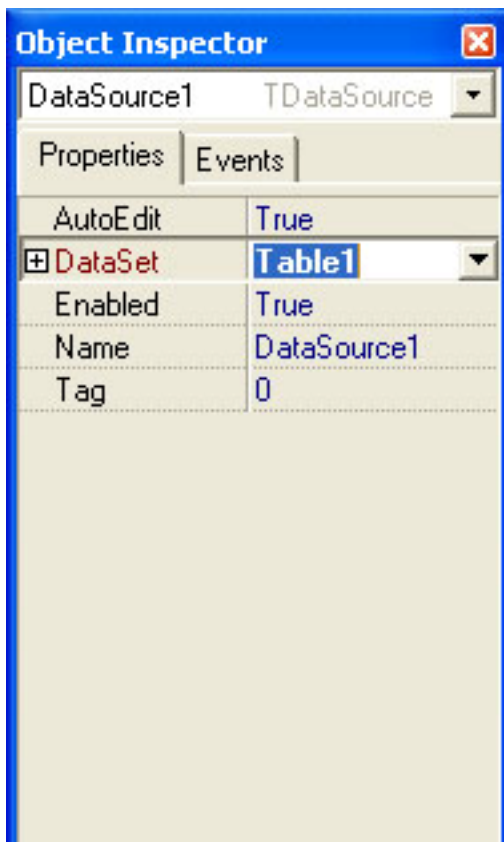 Object Inspector
DataSource1 TDataSource
Properties Events
AutoEdit True
DataSet Table1
Enabled True
Name DataSource1
Tag 0